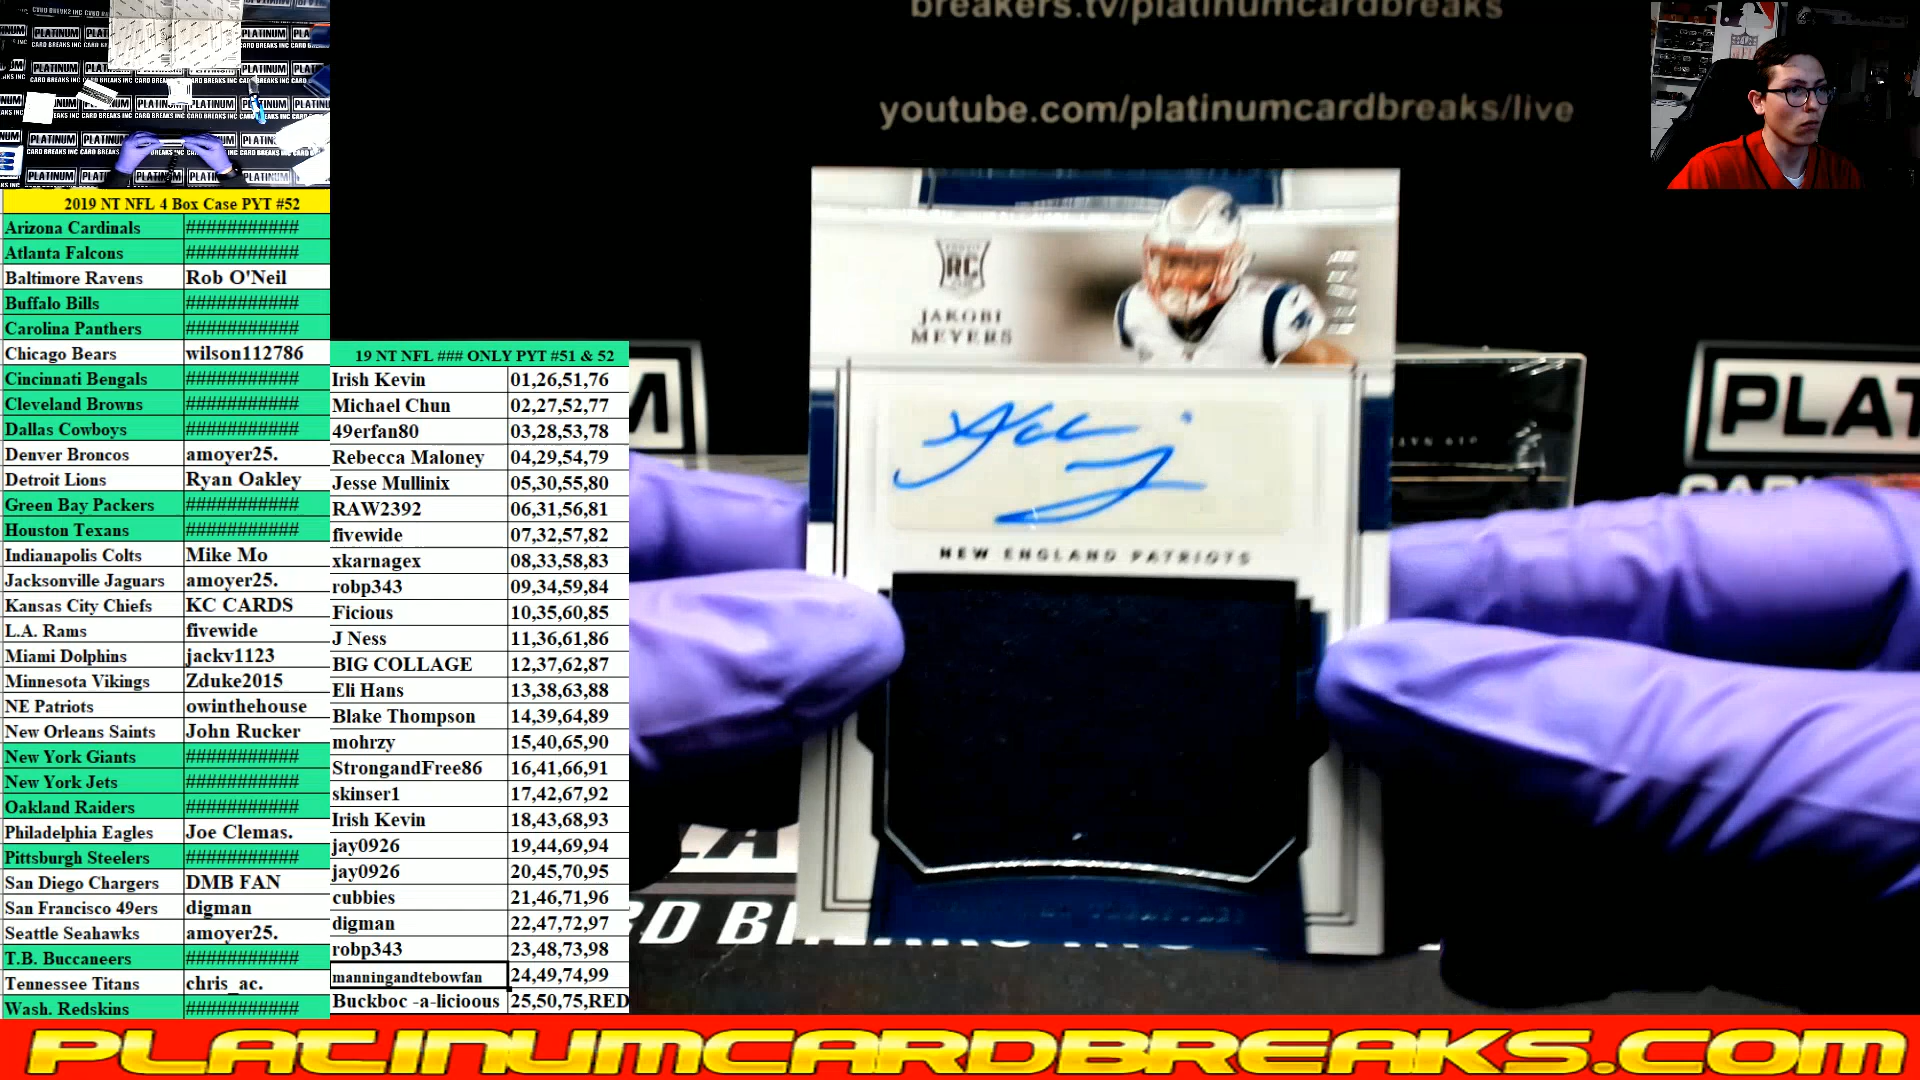 breakers.tv/platinumcardbreaks
youtube.com/platinumcardbreaks/live
2019 NT NFL 4 Box Case PYT #52
Arizona Cardinals ###########
Atlanta Falcons ###########
Baltimore Ravens Rob O'Neil
Buffalo Bills ###########
Carolina Panthers ###########
Chicago Bears wilson112786
Cincinnati Bengals ###########
Cleveland Browns ###########
Dallas Cowboys ###########
Denver Broncos amoyer25.
Detroit Lions Ryan Oakley
Green Bay Packers ###########
Houston Texans ###########
Indianapolis Colts Mike Mo
Jacksonville Jaguars amoyer25.
Kansas City Chiefs KC CARDS
L.A. Rams fivewide
Miami Dolphins jackv1123
Minnesota Vikings Zduke2015
NE Patriots owinthehouse
New Orleans Saints John Rucker
New York Giants ###########
New York Jets ###########
Oakland Raiders ###########
Philadelphia Eagles Joe Clemas.
Pittsburgh Steelers ###########
San Diego Chargers DMB FAN
San Francisco 49ers digman
Seattle Seahawks amoyer25.
T.B. Buccaneers ###########
Tennessee Titans chris_ac.
Wash. Redskins ###########
19 NT NFL ### ONLY PYT #51 & 52
Irish Kevin 01,26,51,76
Michael Chun 02,27,52,77
49erfan80 03,28,53,78
Rebecca Maloney 04,29,54,79
Jesse Mullinix 05,30,55,80
RAW2392 06,31,56,81
fivewide 07,32,57,82
xkarnagex 08,33,58,83
robp343 09,34,59,84
Ficious 10,35,60,85
J Ness 11,36,61,86
BIG COLLAGE 12,37,62,87
Eli Hans 13,38,63,88
Blake Thompson 14,39,64,89
mohrzy 15,40,65,90
StrongandFree86 16,41,66,91
skinser1 17,42,67,92
Irish Kevin 18,43,68,93
jay0926 19,44,69,94
jay0926 20,45,70,95
cubbies 21,46,71,96
digman 22,47,72,97
robp343 23,48,73,98
manningandtebowfan 24,49,74,99
Buckboc -a-licioous 25,50,75,RED
RC
JAKOBI
MEYERS
NEW ENGLAND PATRIOTS
PLAT
PLATINUM
CARD BREAKS INC
PLATINUMCARDBREAKS.COM